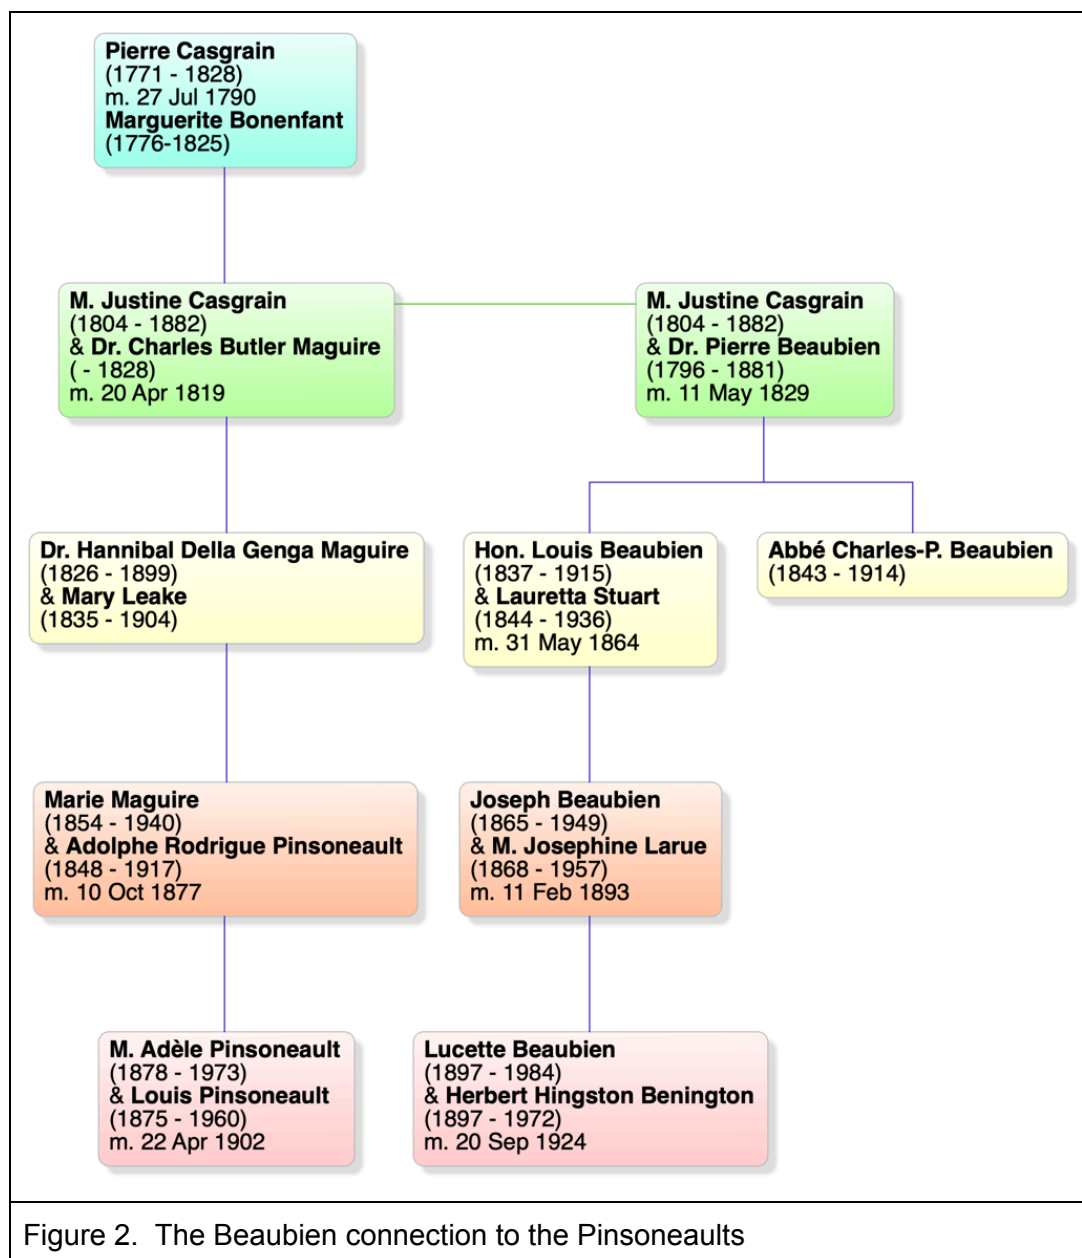 Pierre Casgrain
(1771 - 1828)
m. 27 Jul 1790
Marguerite Bonenfant
(1776-1825)
M. Justine Casgrain
(1804 - 1882)
& Dr. Charles Butler Maguire
( - 1828)
m. 20 Apr 1819
M. Justine Casgrain
(1804 - 1882)
& Dr. Pierre Beaubien
(1796 - 1881)
m. 11 May 1829
Dr. Hannibal Della Genga Maguire
(1826 - 1899)
& Mary Leake
(1835 - 1904)
Hon. Louis Beaubien
(1837 - 1915)
& Lauretta Stuart
(1844 - 1936)
m. 31 May 1864
Abbé Charles-P. Beaubien
(1843 - 1914)
Marie Maguire
(1854 - 1940)
& Adolphe Rodrigue Pinsoneault
(1848 - 1917)
m. 10 Oct 1877
Joseph Beaubien
(1865 - 1949)
& M. Josephine Larue
(1868 - 1957)
m. 11 Feb 1893
M. Adèle Pinsoneault
(1878 - 1973)
& Louis Pinsoneault
(1875 - 1960)
m. 22 Apr 1902
Lucette Beaubien
(1897 - 1984)
& Herbert Hingston Benington
(1897 - 1972)
m. 20 Sep 1924
Figure 2.  The Beaubien connection to the Pinsoneaults